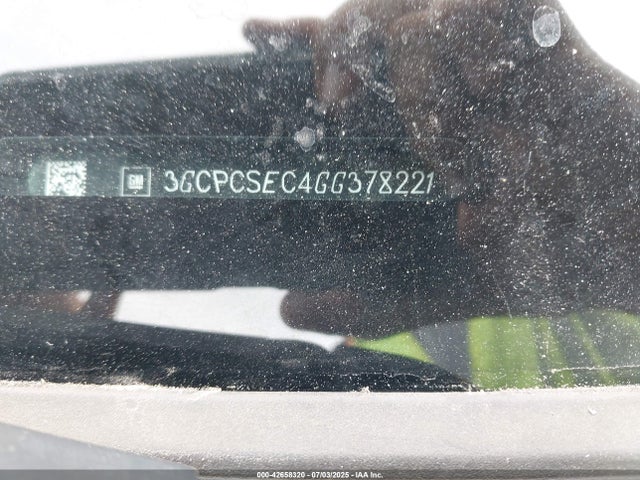 GM 3GCPCSEC4GG378221
000-42658320 - 07/03/2025 - IAA Inc.